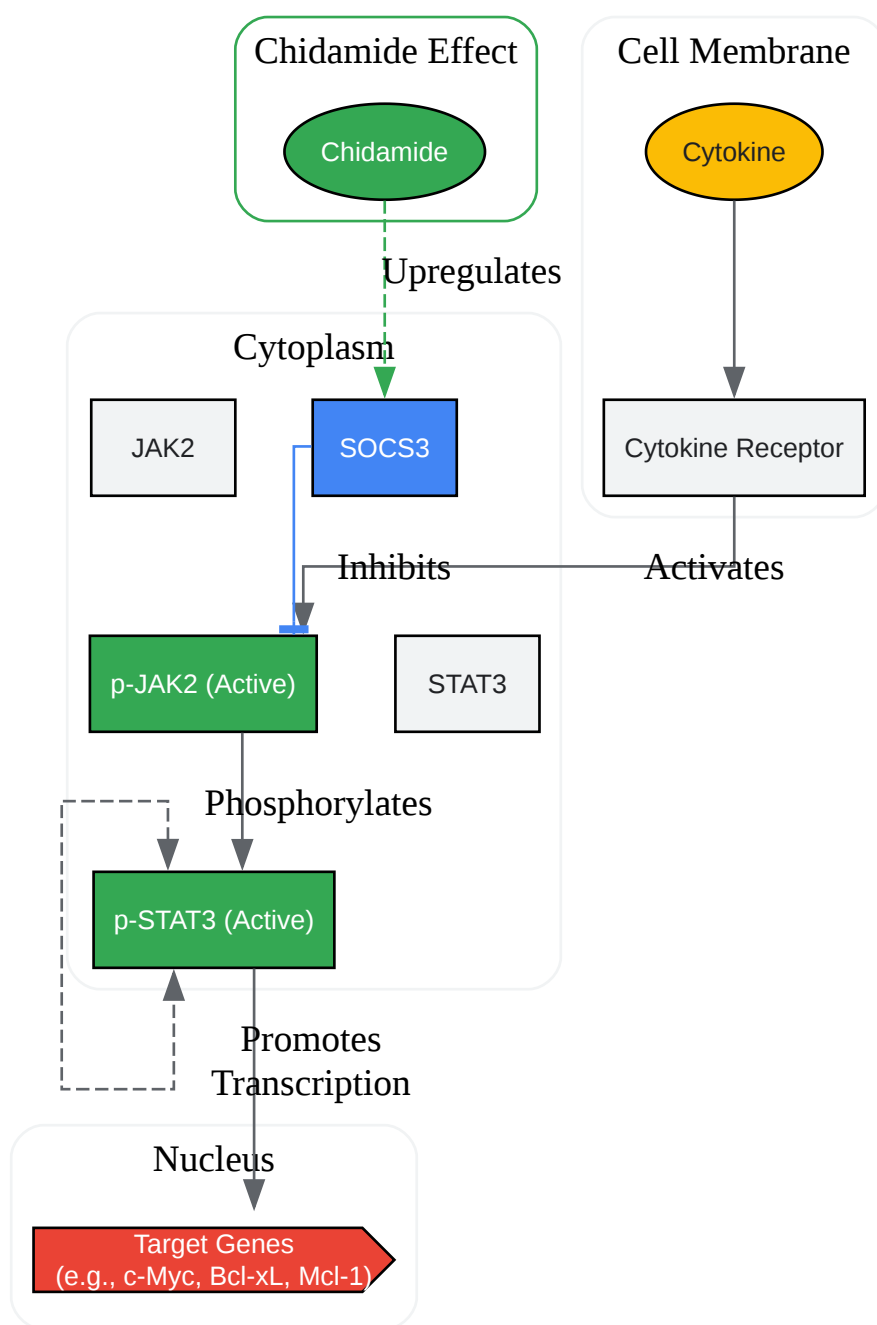 Chidamide Effect
Cell Membrane
Chidamide
Cytokine
Upregulates
Cytoplasm
JAK2
SOCS3
Cytokine Receptor
Inhibits
Activates
p-JAK2 (Active)
STAT3
Phosphorylates
p-STAT3 (Active)
Promotes
Transcription
Nucleus
Target Genes
(e.g., c-Myc, Bcl-xL, Mcl-1)